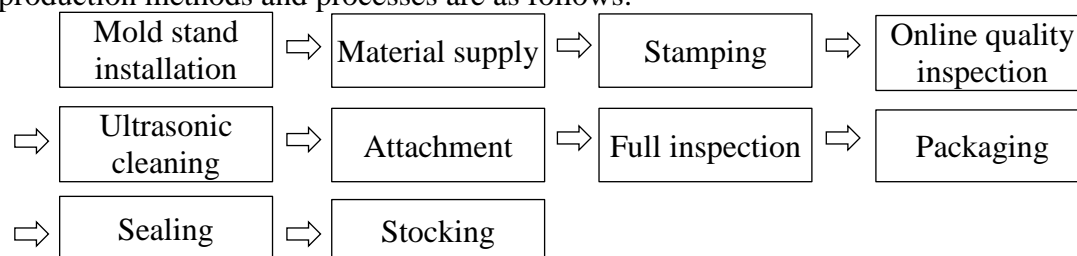 production methods and processes are as follows:
Mold stand
installation
Material supply
Stamping
Online quality
inspection
Ultrasonic
cleaning
Attachment
Full inspection
Packaging
Sealing
Stocking